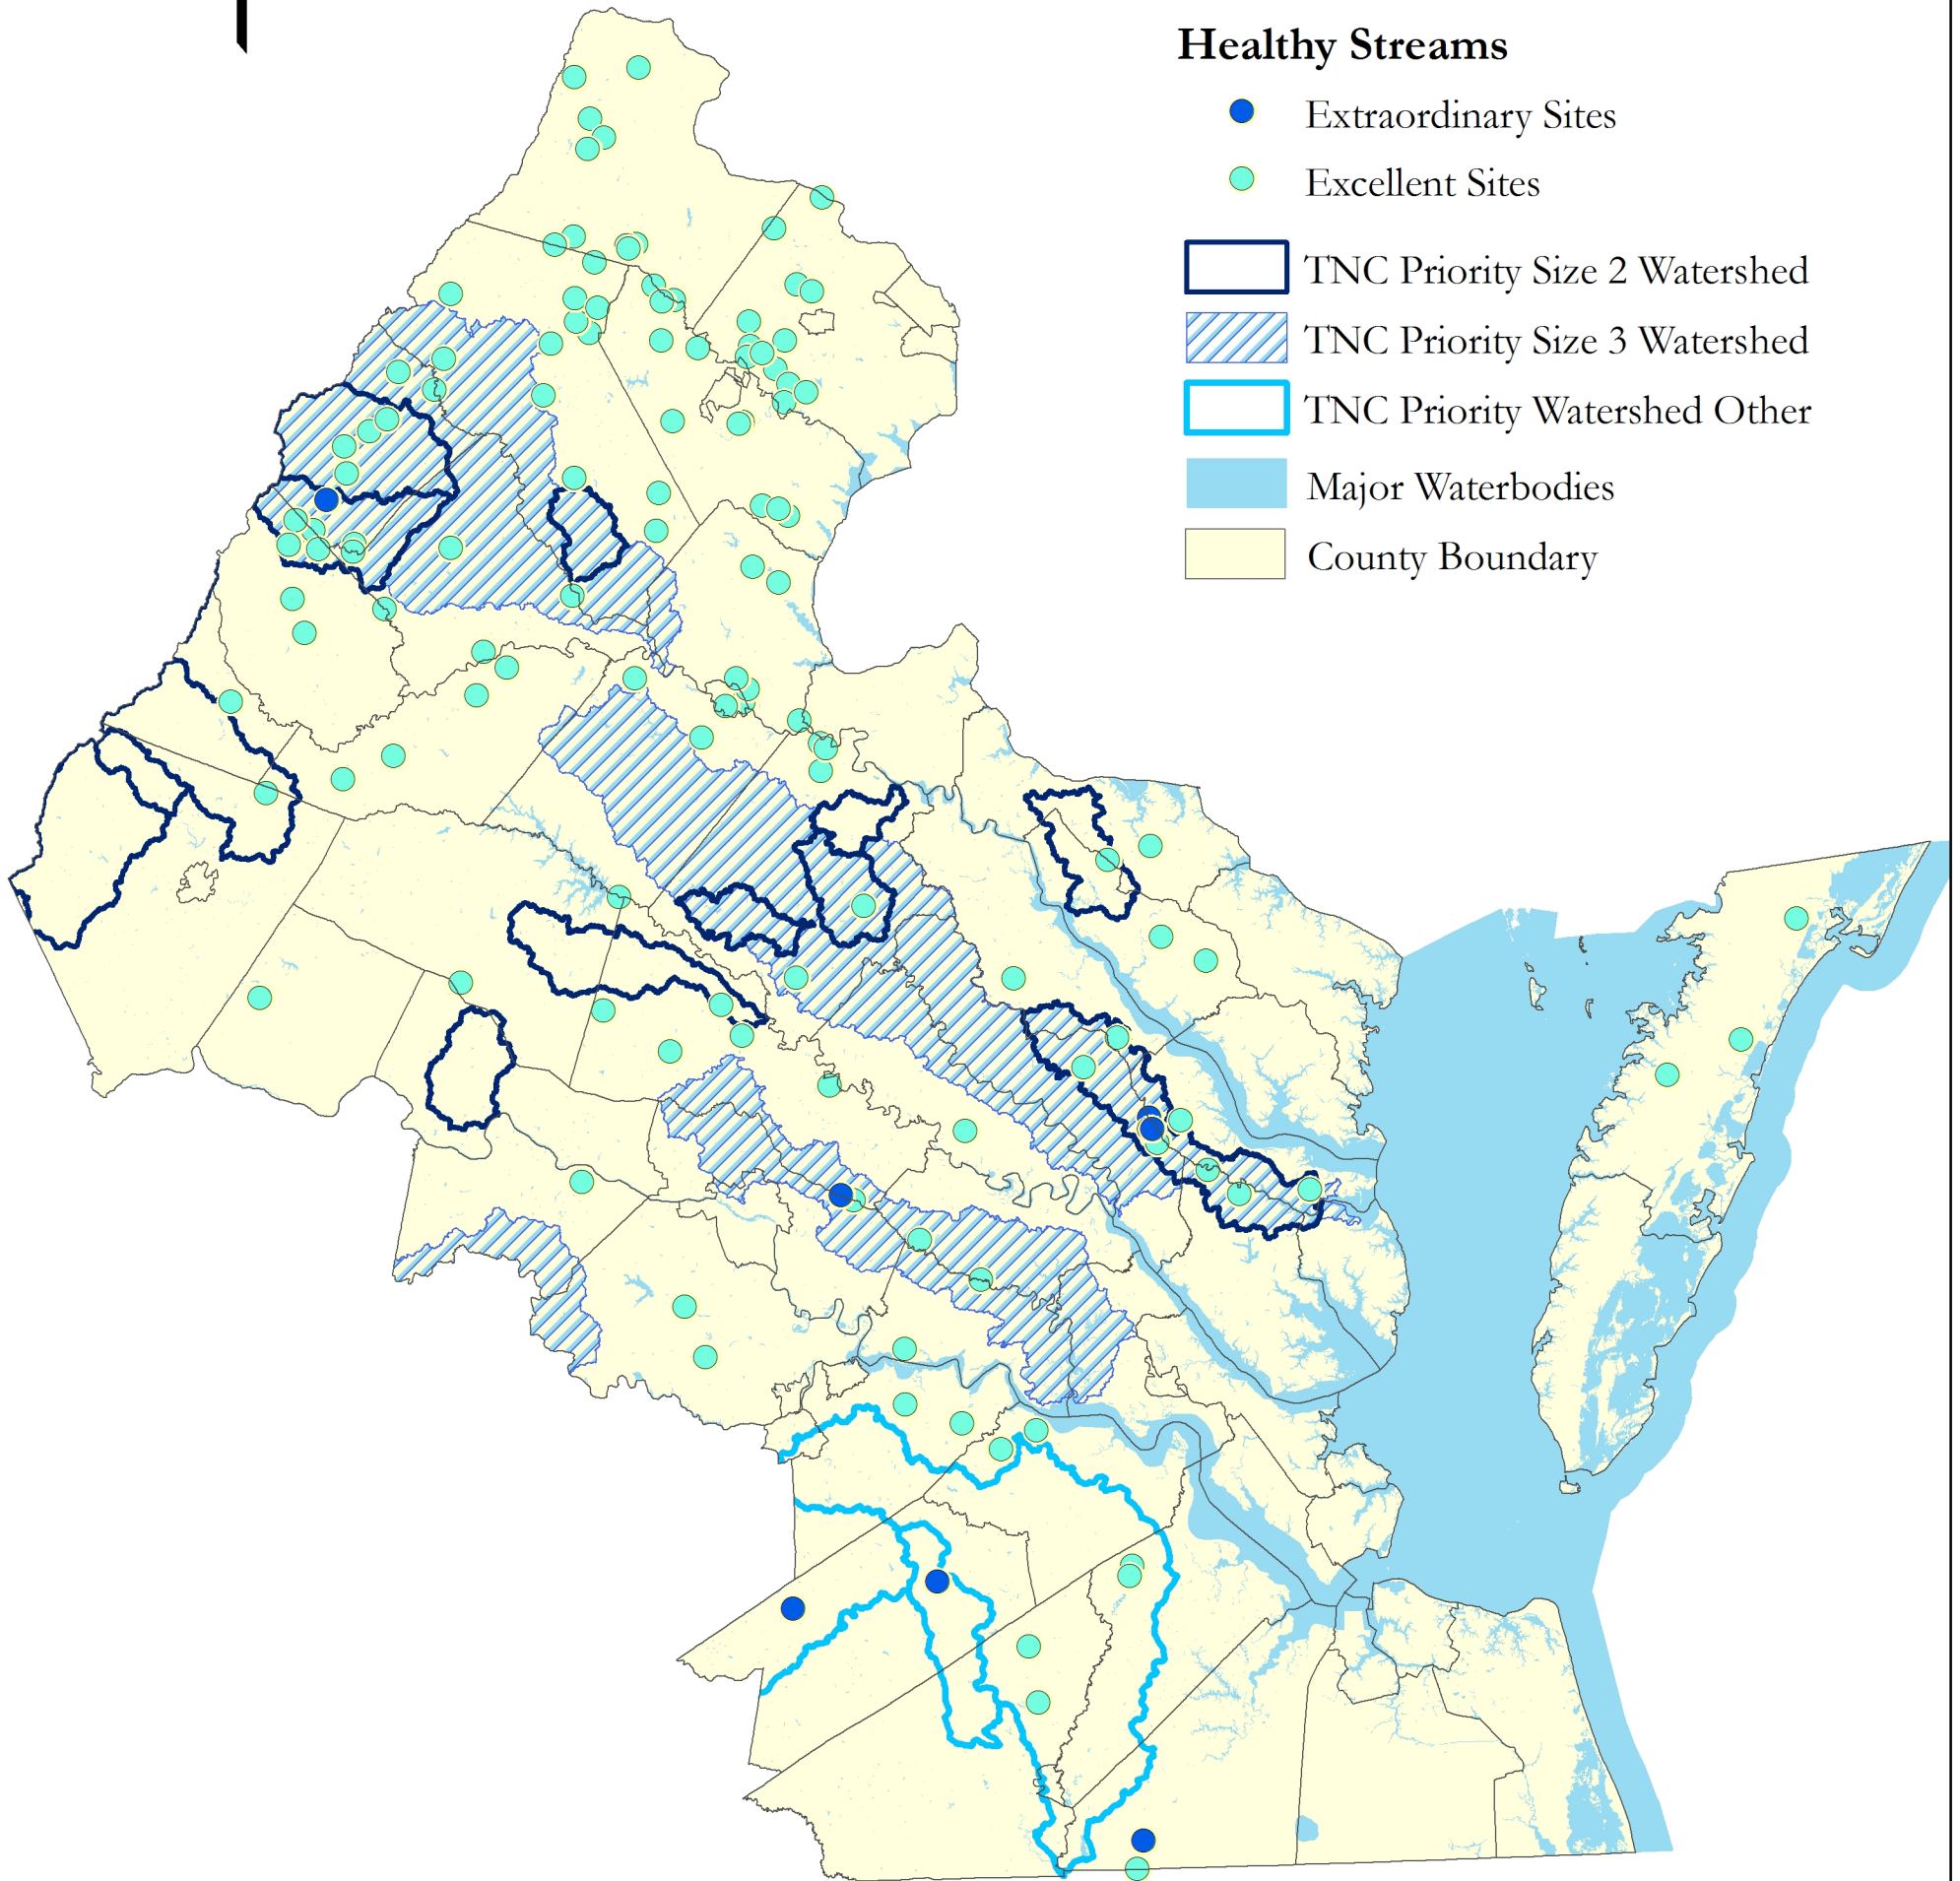 Healthy Streams
Extraordinary Sites
Excellent Sites
TNC Priority Size 2 Watershed
TNC Priority Size 3 Watershed
TNC Priority Watershed Other
Major Waterbodies
County Boundary